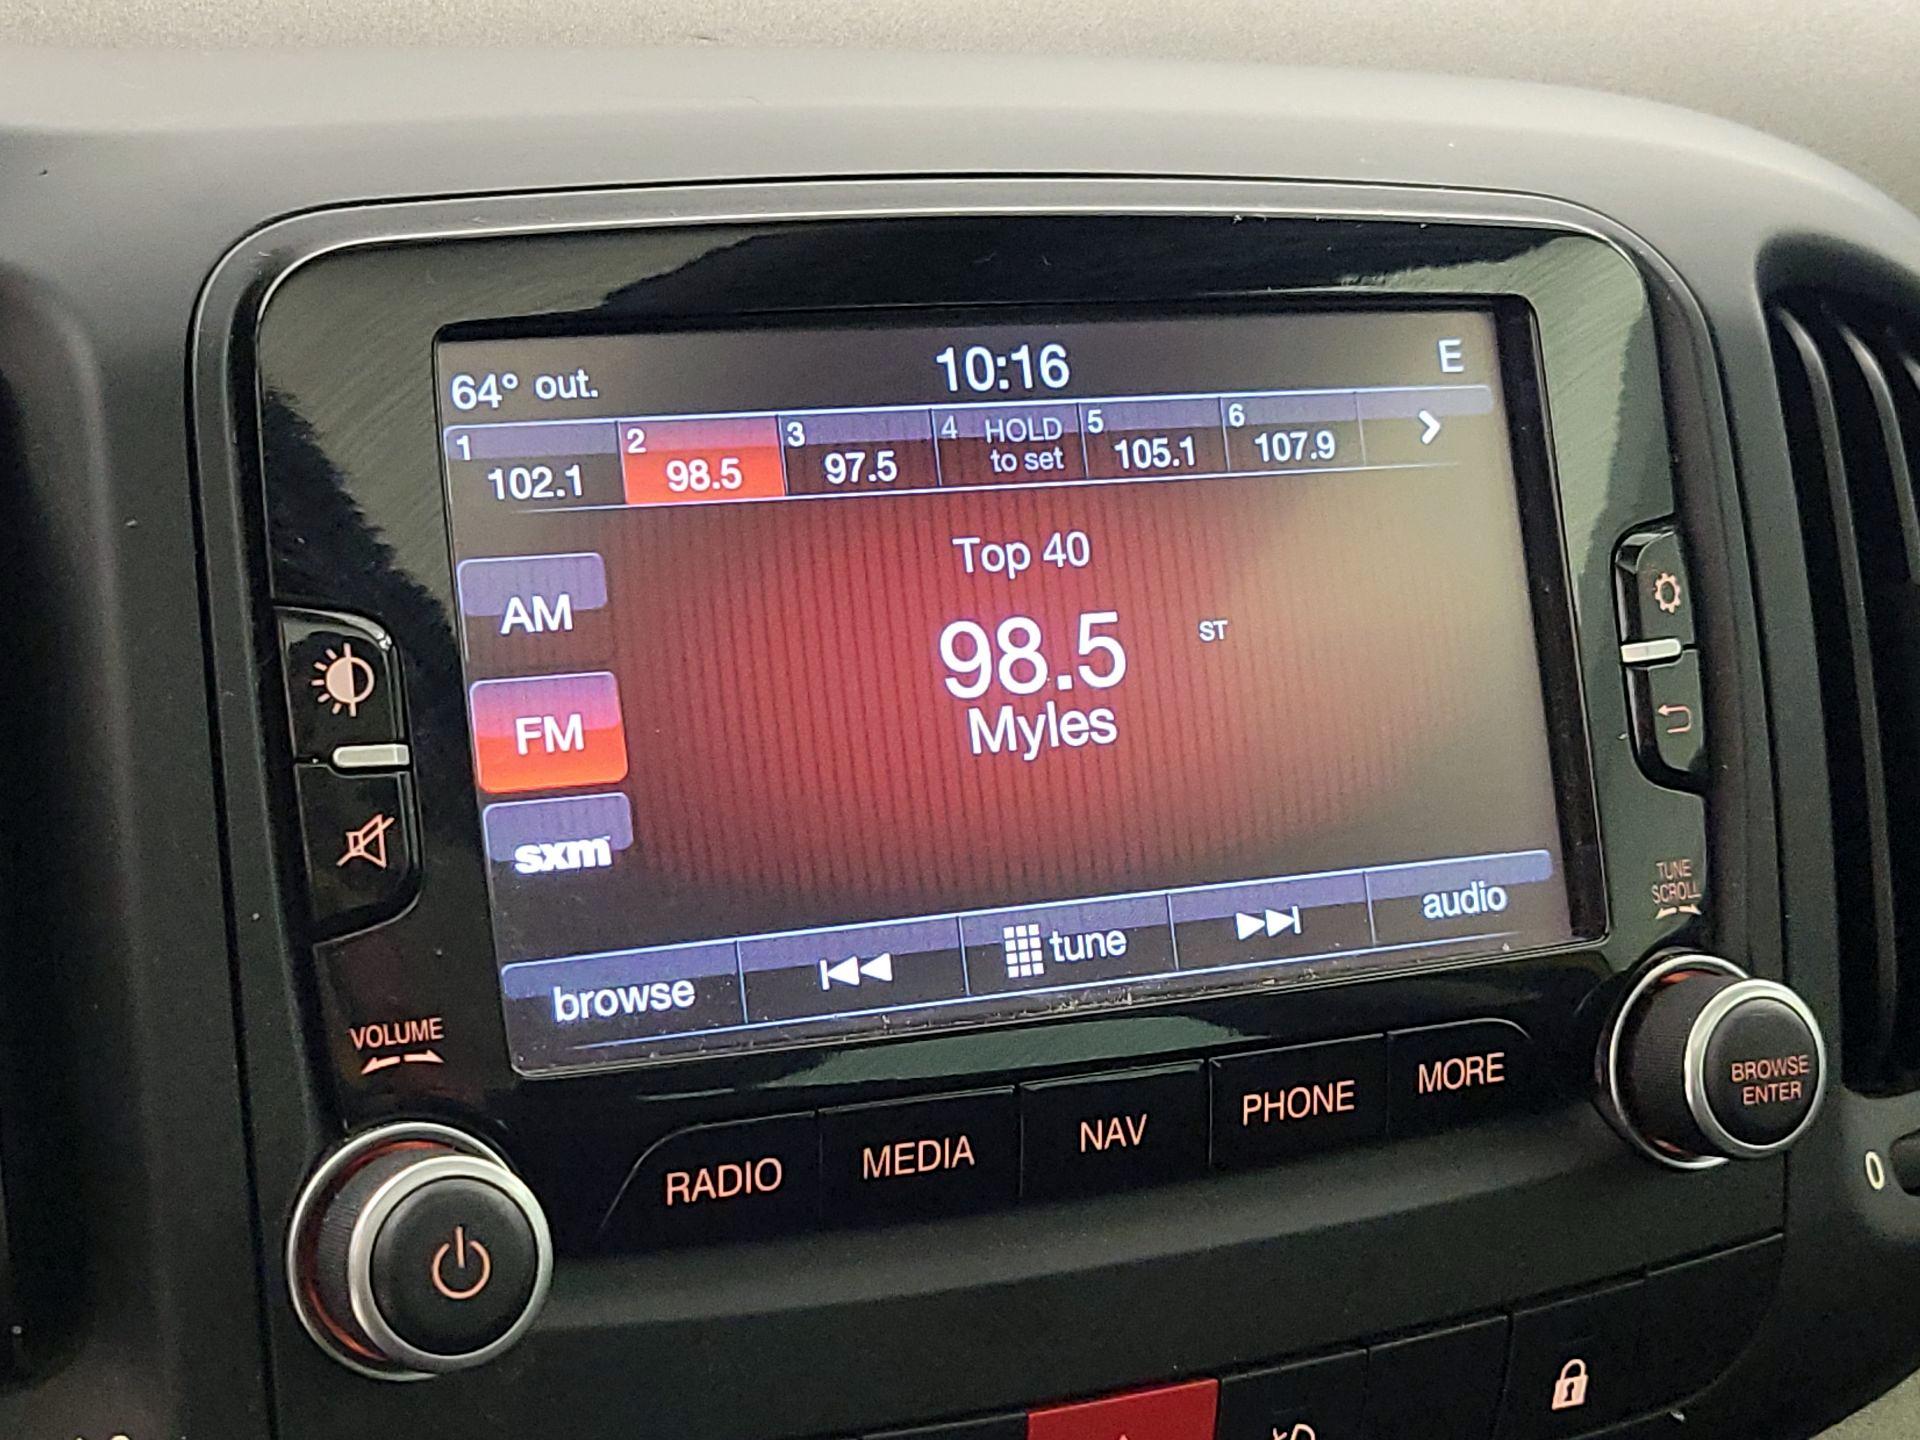 64° out.
10:16
E
1
102.1
2
98.5
3
97.5
4 HOLD
to set
5
105.1
6
107.9
Top 40
98.5
ST
Myles
AM
FM
sxm
browse
tune
audio
VOLUME
TUNE
SCROLL
RADIO
MEDIA
NAV
PHONE
MORE
BROWSE
ENTER
0